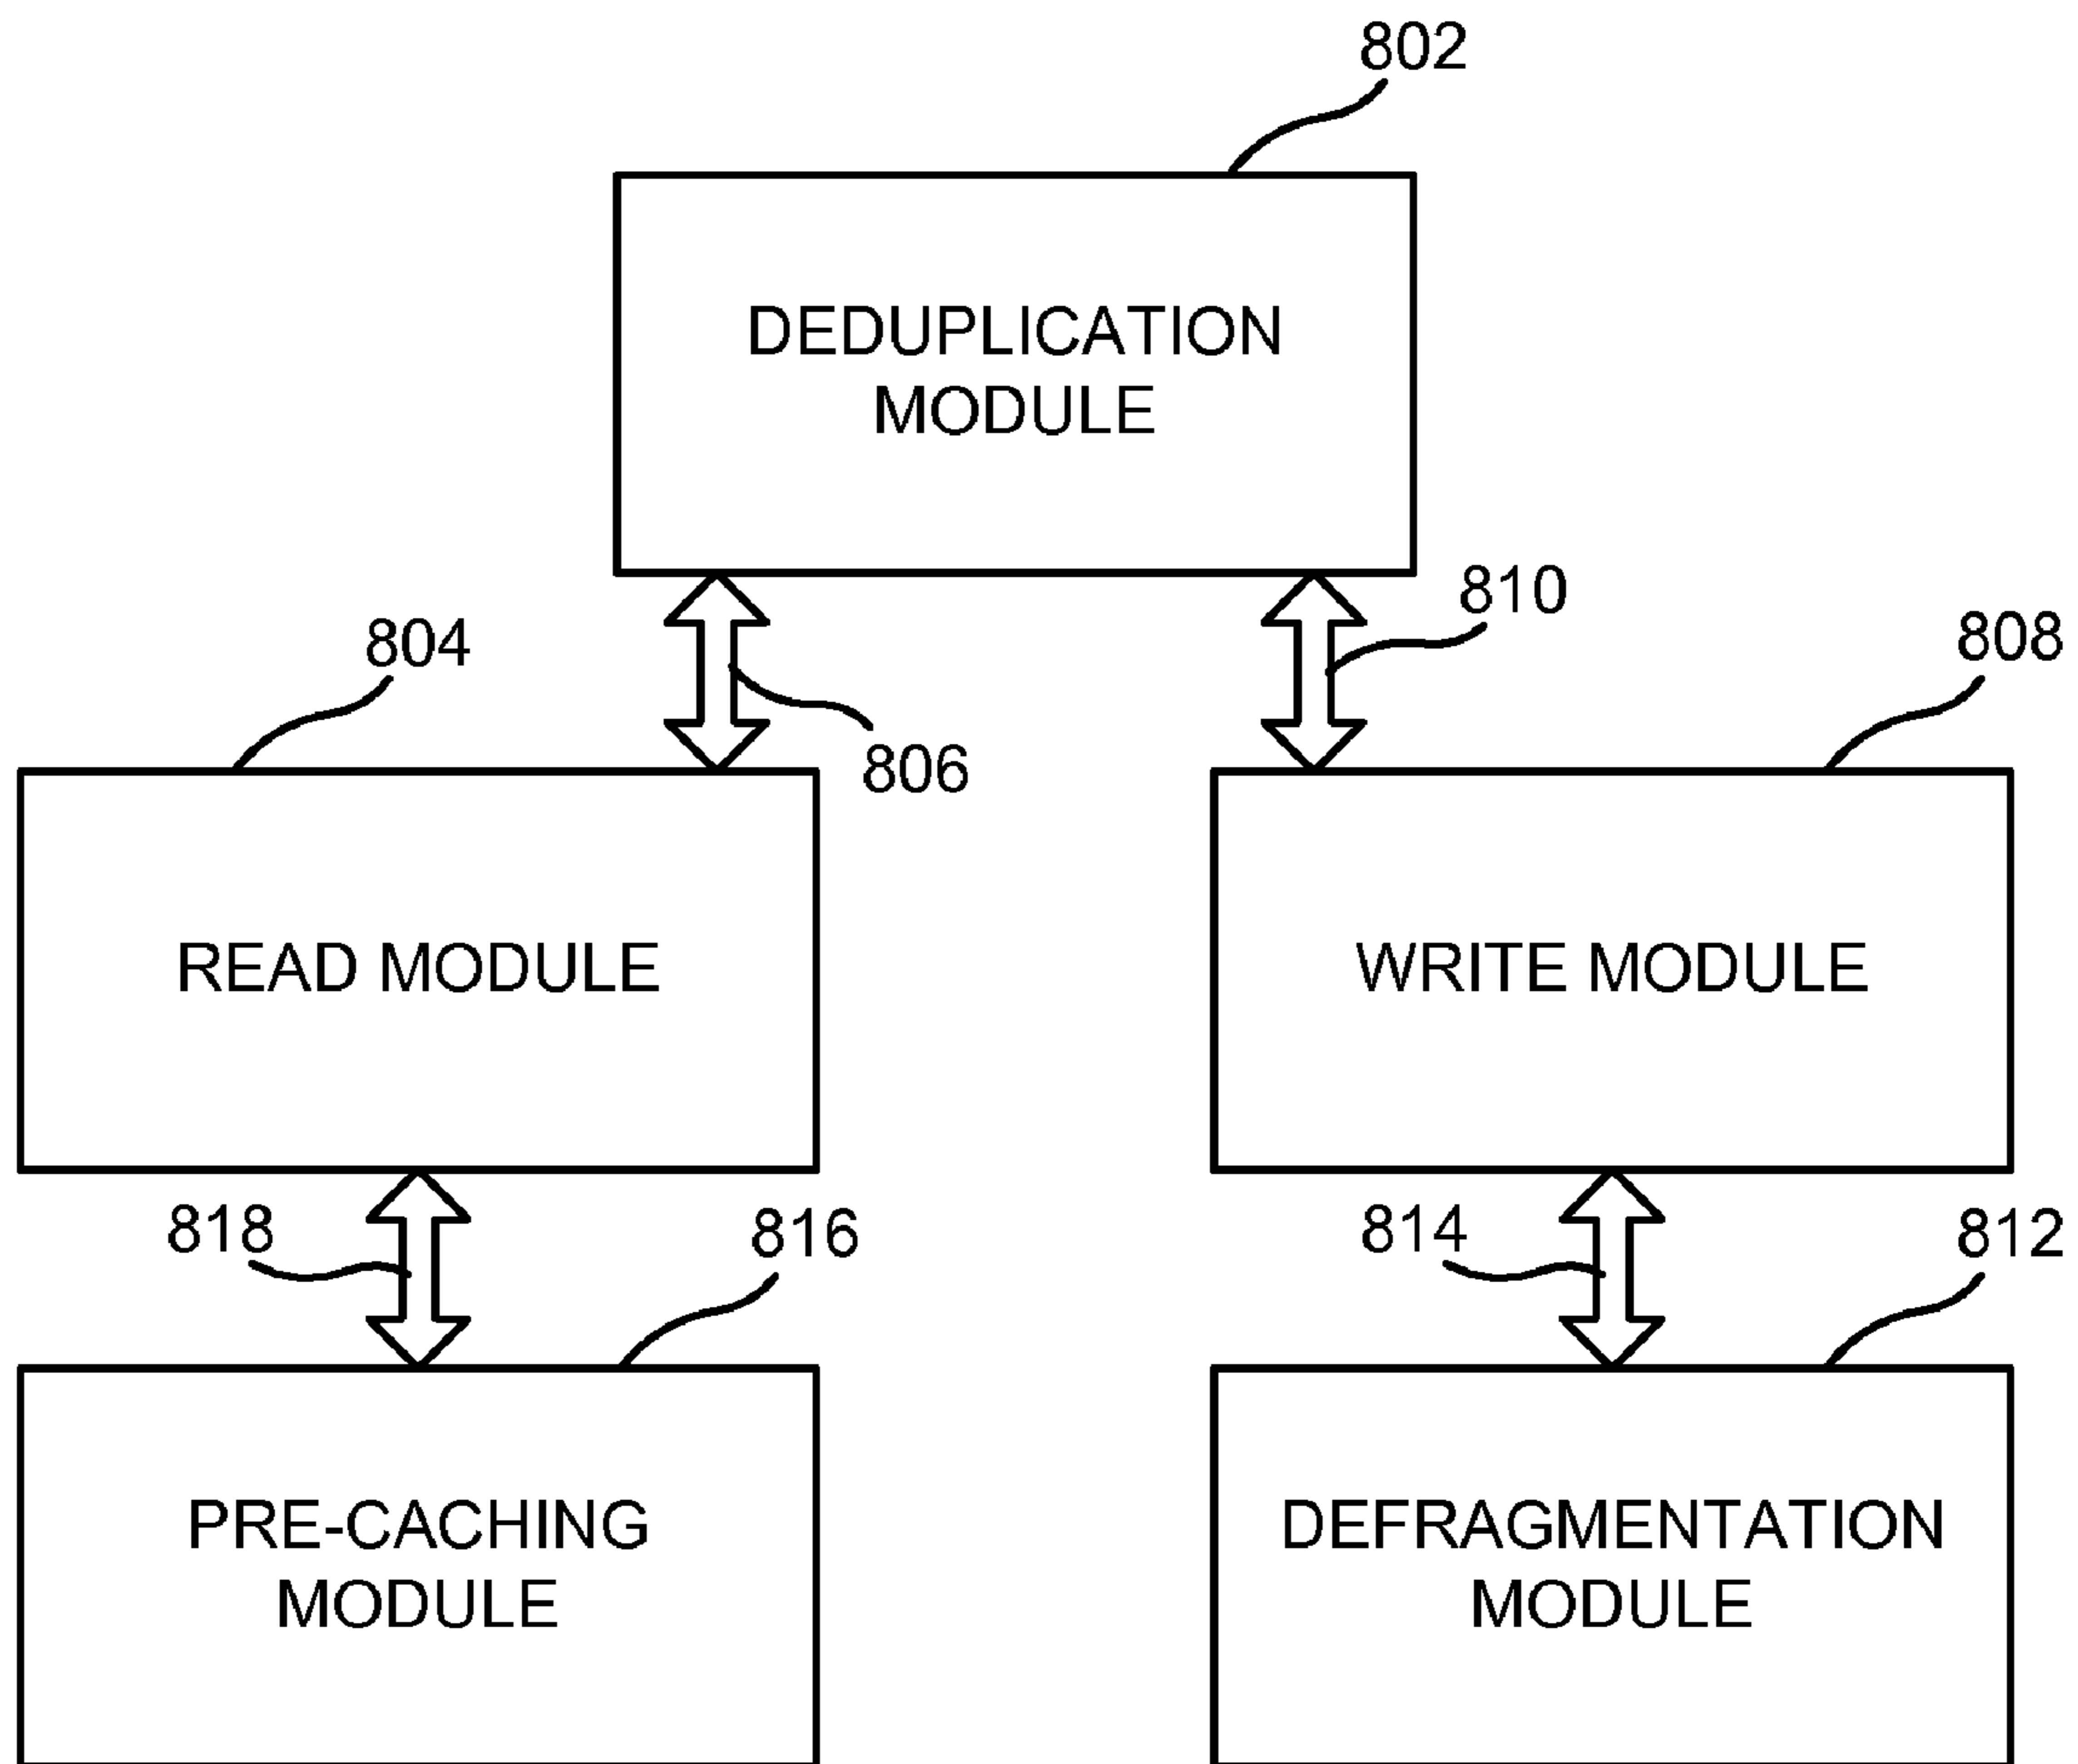 802
DEDUPLICATION
MODULE
810
804
808
806
READ MODULE
WRITE MODULE
818
816
814
812
PRE-CACHING
MODULE
DEFRAGMENTATION
MODULE